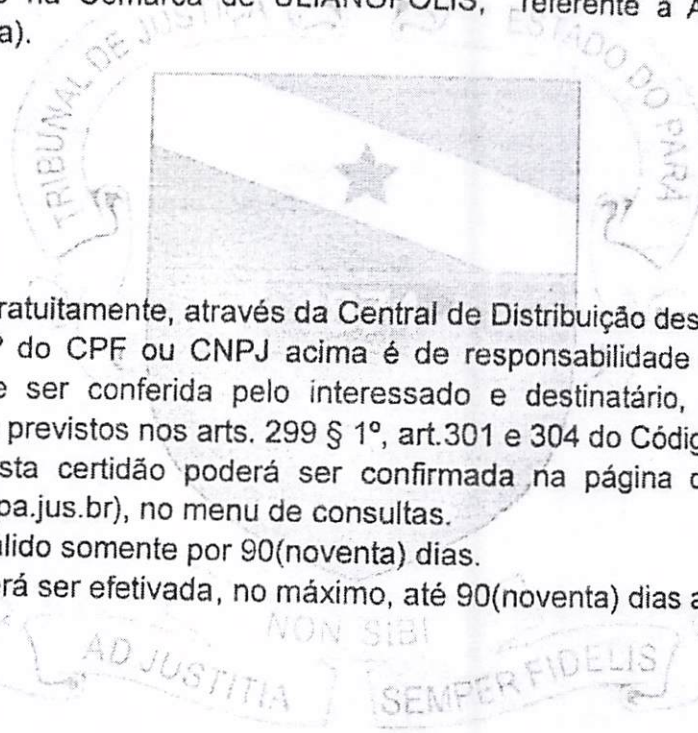 na Comarca de ULIANÓPOLIS, referente a A
a).
TRIBUNAL DE JUSTIÇA
ESTADO DO PARÁ
ratuitamente, através da Central de Distribuição des
º do CPF ou CNPJ acima é de responsabilidade
e ser conferida pelo interessado e destinatário,
previstos nos arts. 299 § 1º, art.301 e 304 do Códig
sta certidão poderá ser confirmada na página d
pa.jus.br), no menu de consultas.
lido somente por 90(noventa) dias.
erá ser efetivada, no máximo, até 90(noventa) dias a
NON SIBI
AD JUSTITIA
SEMPER FIDELIS